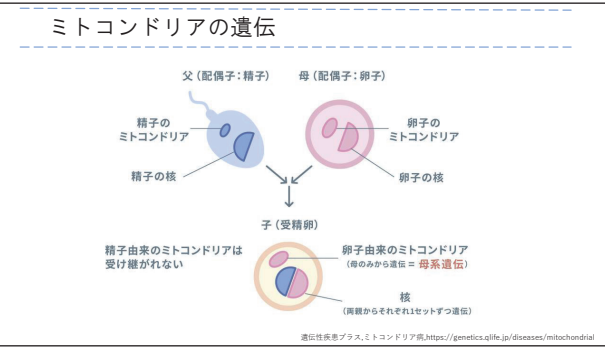 ミトコンドリアの遺伝
父（配偶子：精子）
母（配偶子：卵子）
精子の
ミトコンドリア
卵子の
ミトコンドリア
精子の核
卵子の核
子（受精卵）
精子由来のミトコンドリアは
受け継がれない
卵子由来のミトコンドリア
（母のみから遺伝 = 母系遺伝）
核
（両親からそれぞれ1セットずつ遺伝）
遺伝性疾患プラス,ミトコンドリア病,https://genetics.qlife.jp/diseases/mitochondrial